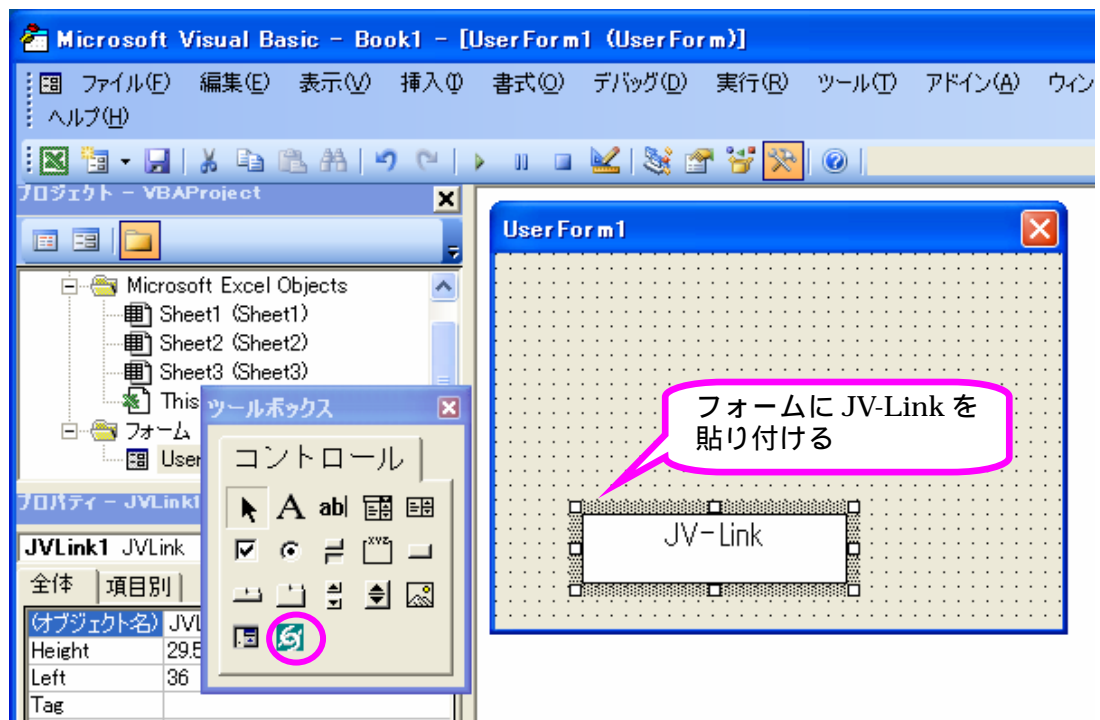 Microsoft Visual Basic - Book1 - [UserForm1 (UserForm)]
ファイル(F) 編集(E) 表示(V) 挿入(I) 書式(O) デバッグ(D) 実行(R) ツール(T) アドイン(A) ウィン
ヘルプ(H)
プロジェクト - VBAProject
Microsoft Excel Objects
Sheet1 (Sheet1)
Sheet2 (Sheet2)
Sheet3 (Sheet3)
This
フォーム
User
プロパティ - JVLink1
JVLink1 JVLink
全体 項目別
(オブジェクト名) JVL
Height 29.5
Left 36
Tag
ツールボックス
コントロール
A ab
XYZ
UserForm1
フォームに JV-Link を
貼り付ける
JV-Link